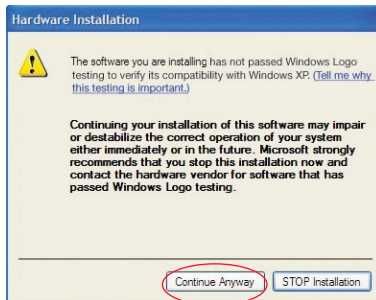 Hardware Installation
The software you are installing has not passed Windows Logo
testing to verify its compatibility with Windows XP. (Tell me why
this testing is important.)
Continuing your installation of this software may impair
or destabilize the correct operation of your system
either immediately or in the future. Microsoft strongly
recommends that you stop this installation now and
contact the hardware vendor for software that has
passed Windows Logo testing.
Continue Anyway
STOP Installation